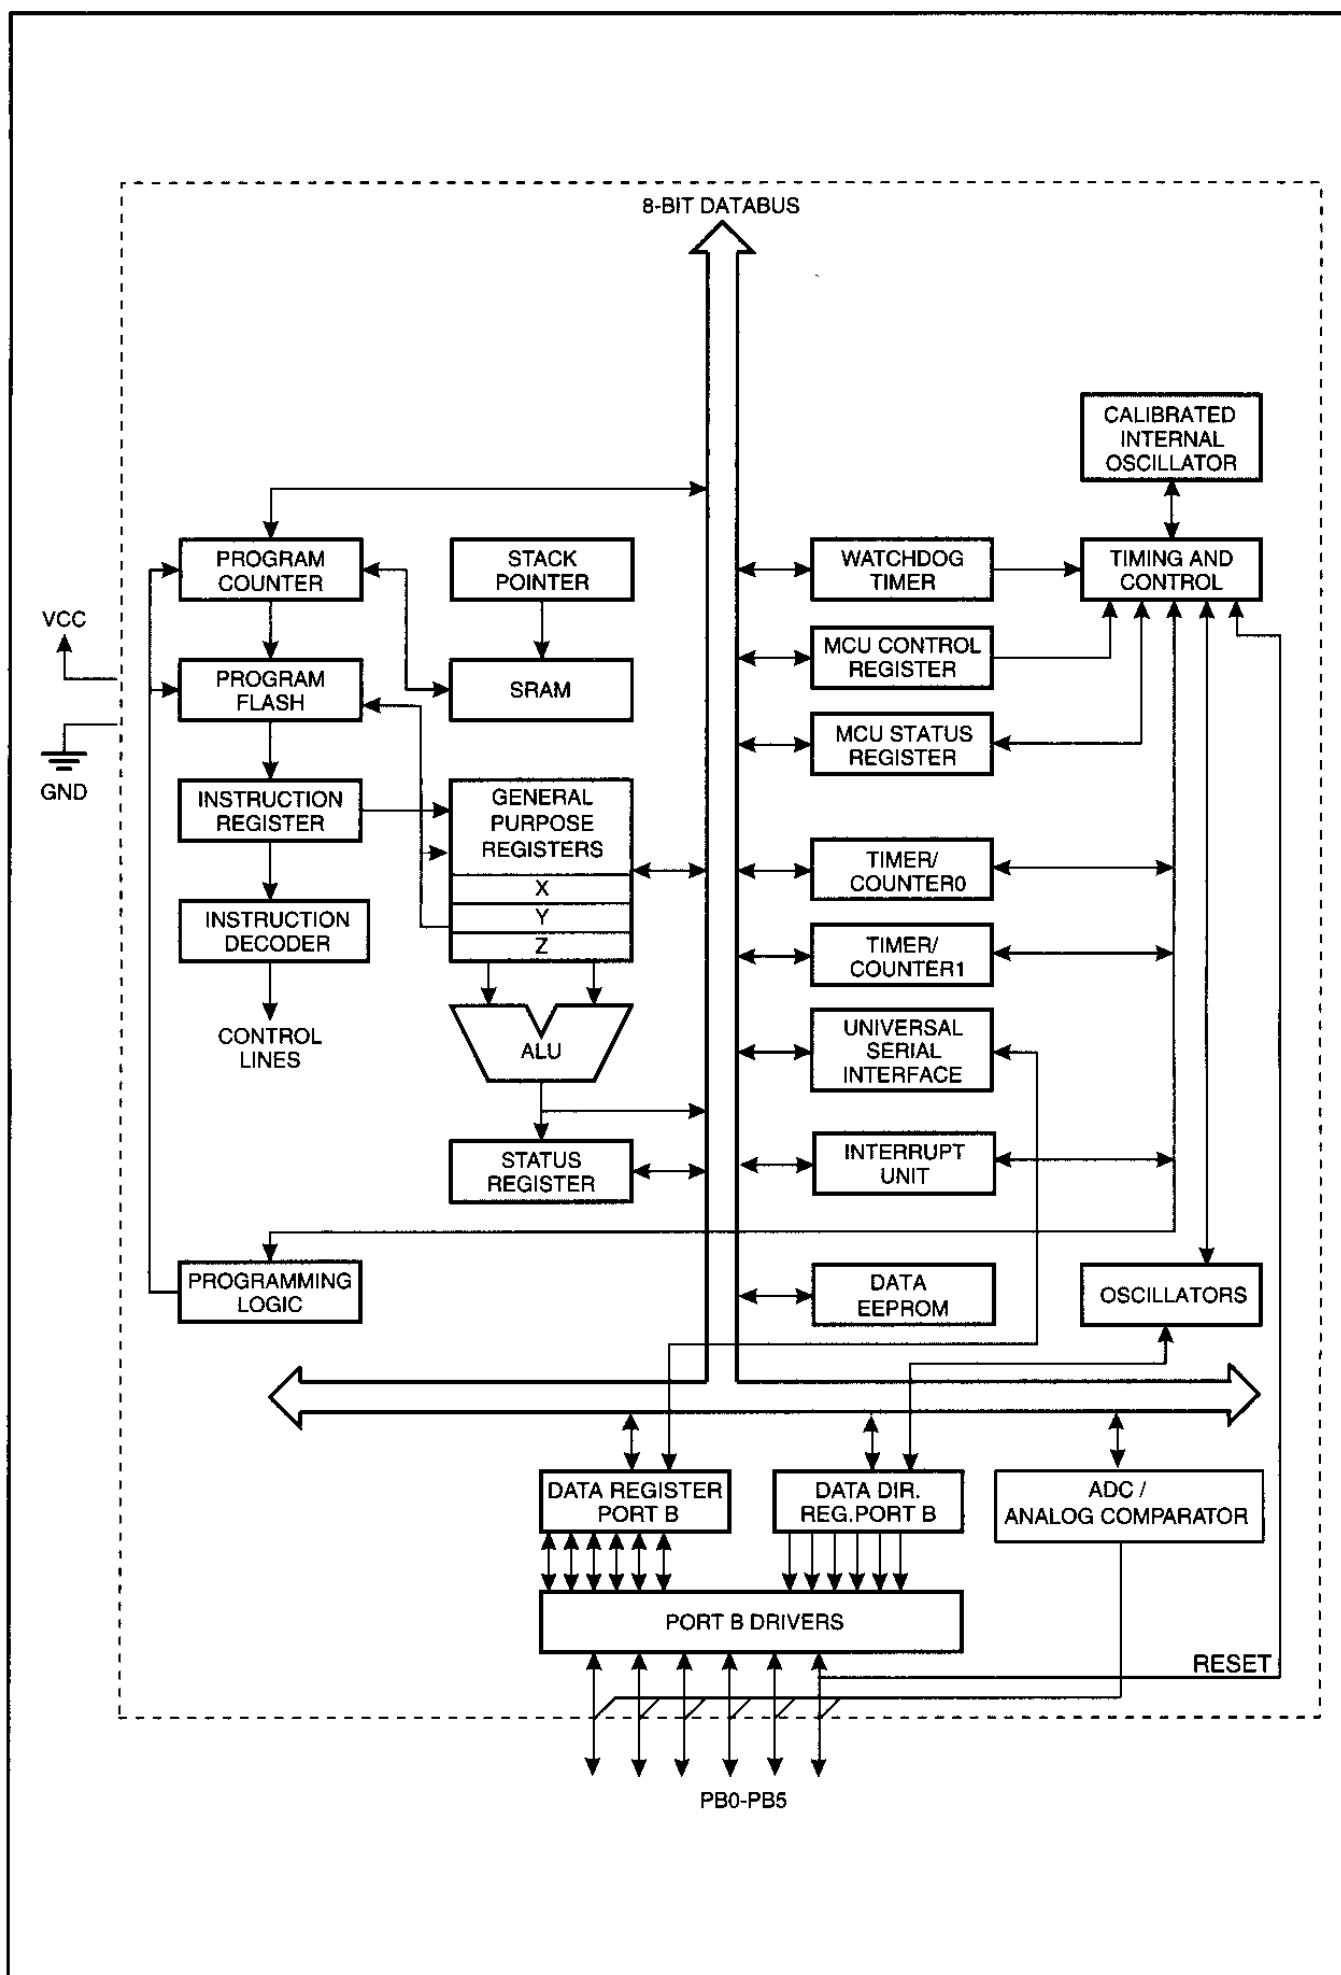 8-BIT DATABUS
CALIBRATED
INTERNAL
OSCILLATOR
PROGRAM
COUNTER
STACK
POINTER
WATCHDOG
TIMER
TIMING AND
CONTROL
VCC
PROGRAM
FLASH
SRAM
MCU CONTROL
REGISTER
MCU STATUS
REGISTER
GND
INSTRUCTION
REGISTER
GENERAL
PURPOSE
REGISTERS
X
Y
Z
TIMER/
COUNTER0
INSTRUCTION
DECODER
TIMER/
COUNTER1
CONTROL
LINES
ALU
UNIVERSAL
SERIAL
INTERFACE
STATUS
REGISTER
INTERRUPT
UNIT
PROGRAMMING
LOGIC
DATA
EEPROM
OSCILLATORS
DATA REGISTER
PORT B
DATA DIR.
REG.PORT B
ADC /
ANALOG COMPARATOR
PORT B DRIVERS
RESET
PB0-PB5